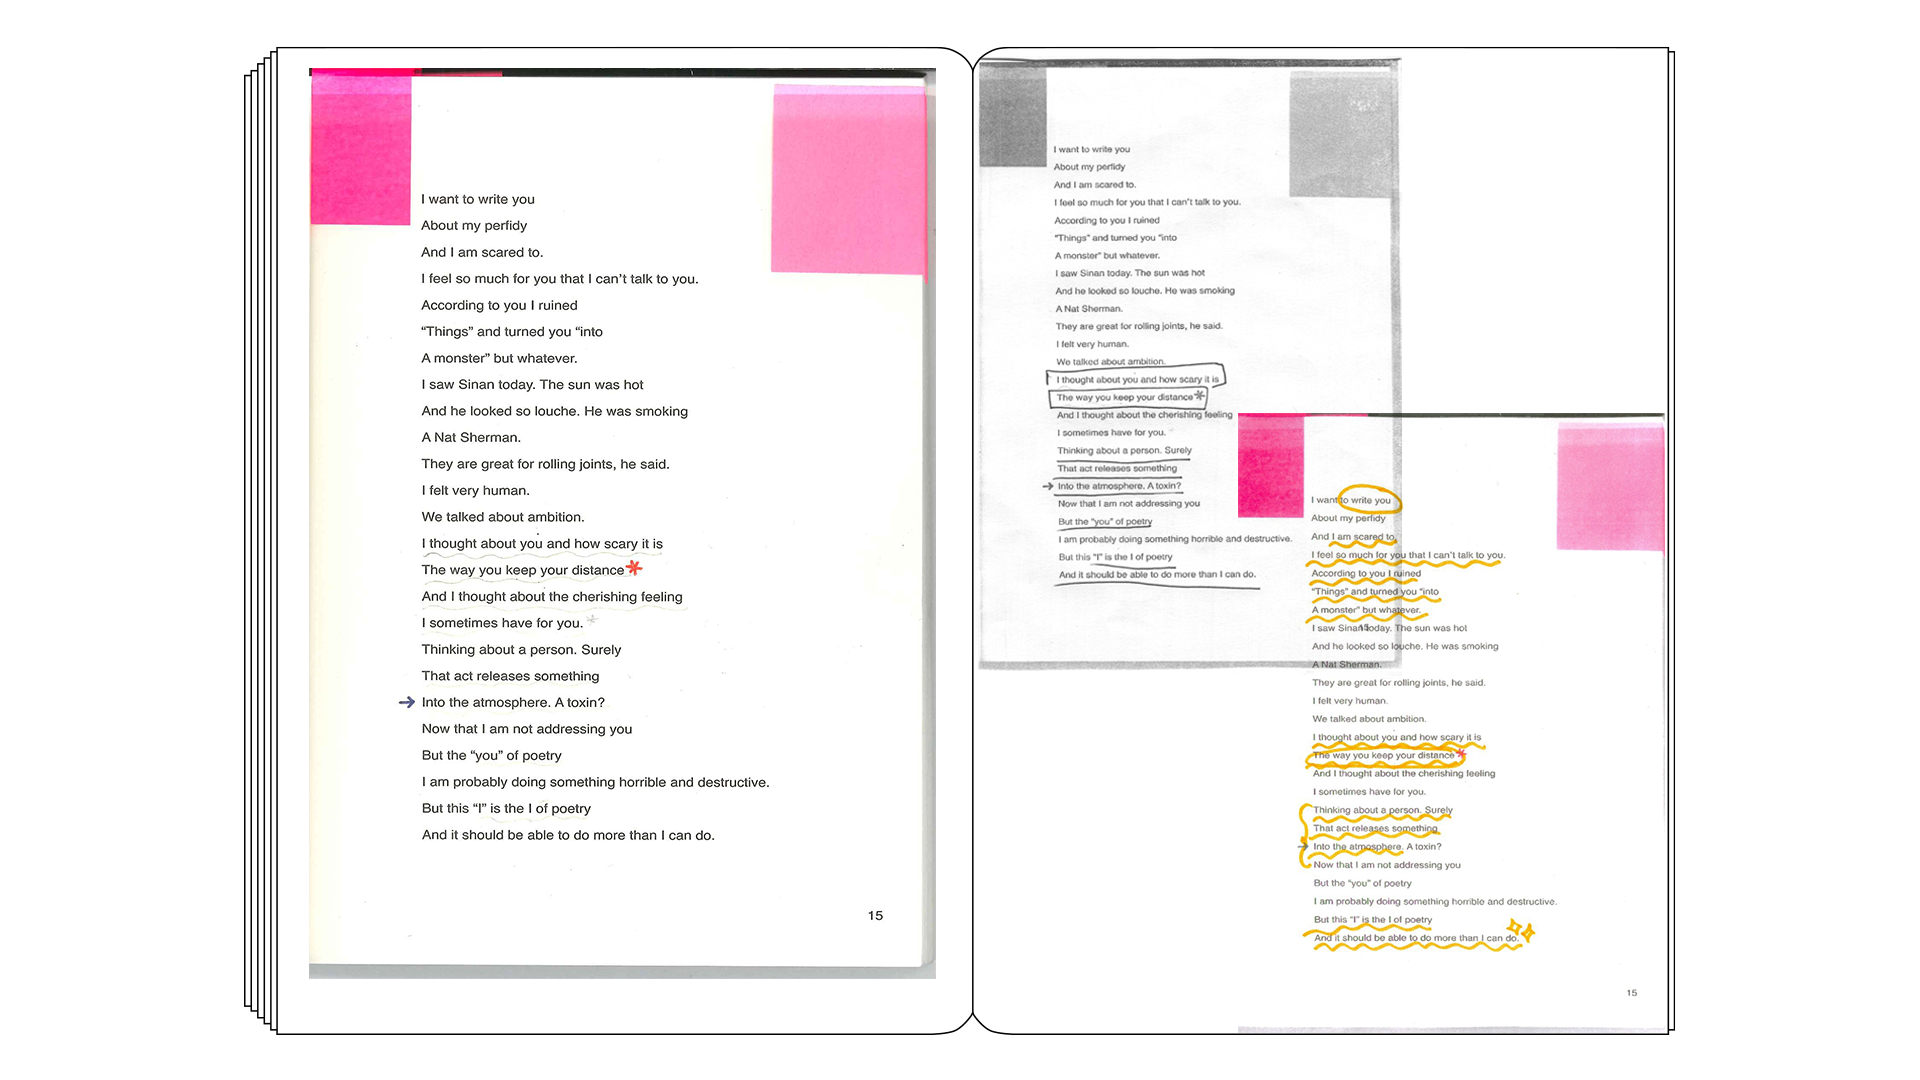 I want to write you
About my perfidy
And I am scared to.
I feel so much for you that I can’t talk to you.
According to you I ruined
“Things” and turned you “into
A monster” but whatever.
I saw Sinan today. The sun was hot
And he looked so louche. He was smoking
A Nat Sherman.
They are great for rolling joints, he said.
I felt very human.
We talked about ambition.
I thought about you and how scary it is
The way you keep your distance*
And I thought about the cherishing feeling
I sometimes have for you.*
Thinking about a person. Surely
That act releases something
→ Into the atmosphere. A toxin?
Now that I am not addressing you
But the “you” of poetry
I am probably doing something horrible and destructive.
But this “I” is the I of poetry
And it should be able to do more than I can do.
15
I want to write you
About my perfidy
And I am scared to.
I feel so much for you that I can’t talk to you.
According to you I ruined
“Things” and turned you “into
A monster” but whatever.
I saw Sinan today. The sun was hot
And he looked so louche. He was smoking
A Nat Sherman.
They are great for rolling joints, he said.
I felt very human.
We talked about ambition.
I thought about you and how scary it is
The way you keep your distance*
And I thought about the cherishing feeling
I sometimes have for you.
Thinking about a person. Surely
That act releases something
→ Into the atmosphere. A toxin?
Now that I am not addressing you
But the “you” of poetry
I am probably doing something horrible and destructive.
But this “I” is the I of poetry
And it should be able to do more than I can do.
15
I want to write you
About my perfidy
And I am scared to.
I feel so much for you that I can’t talk to you.
According to you I ruined
“Things” and turned you “into
A monster” but whatever.
I saw Sinan today. The sun was hot
And he looked so louche. He was smoking
A Nat Sherman.
They are great for rolling joints, he said.
I felt very human.
We talked about ambition.
I thought about you and how scary it is
The way you keep your distance*
And I thought about the cherishing feeling
I sometimes have for you.
Thinking about a person. Surely
That act releases something
→ Into the atmosphere. A toxin?
Now that I am not addressing you
But the “you” of poetry
I am probably doing something horrible and destructive.
But this “I” is the I of poetry
And it should be able to do more than I can do.
15